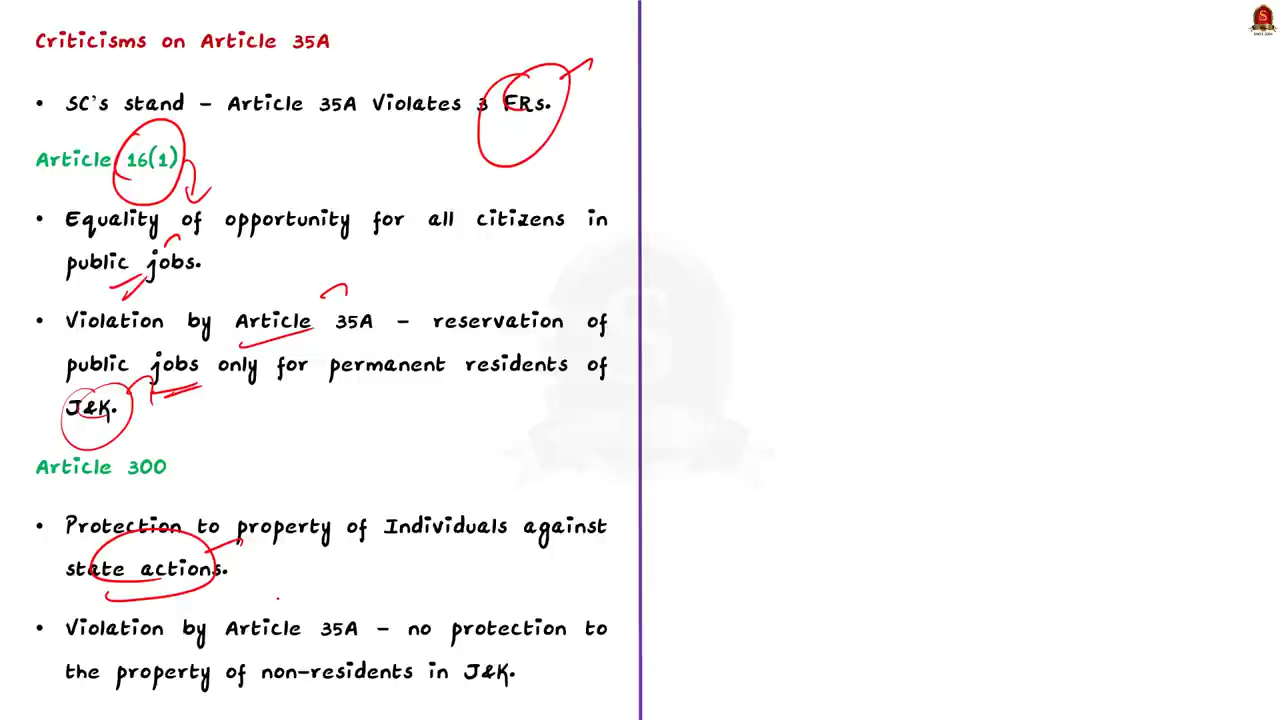 Criticisms on Article 35A
• SC's stand – Article 35A Violates 3 FRs.
Article 16(1)
• Equality of opportunity for all citizens in
public jobs.
• Violation by Article 35A – reservation of
public jobs only for permanent residents of
J&K.
Article 300
• Protection to property of Individuals against
state actions.
• Violation by Article 35A – no protection to
the property of non-residents in J&K.